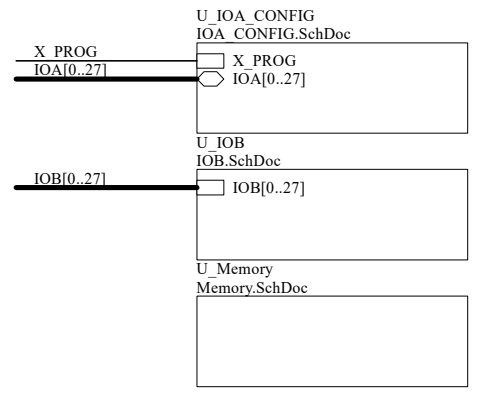 U_IOA_CONFIG
IOA_CONFIG.SchDoc
X_PROG X_PROG
IOA[0..27] IOA[0..27]
U_IOB
IOB.SchDoc
IOB[0..27] IOB[0..27]
U_Memory
Memory.SchDoc